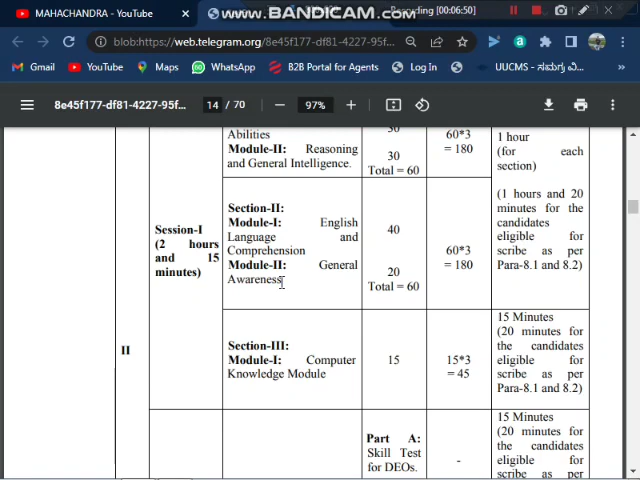 MAHACHANDRA - YouTube
WWW.BANDICAM.COM
Recording [00:06:50]
blob:https://web.telegram.org/8e45f177-df81-4227-95f...
Gmail
YouTube
Maps
WhatsApp
B2B Portal for Agents
Log in
UUCMS - ಸಮಗ್ರ ವಿ...
8e45f177-df81-4227-95f...
14 / 70
97%
II
Session-I
(2 hours
and 15
minutes)
Abilities
Module-II: Reasoning
and General Intelligence.
30
30
Total = 60
60*3
= 180
1 hour
(for each
section)
(1 hours and 20
minutes for the
candidates
eligible for
scribe as per
Para-8.1 and 8.2)
Section-II:
Module-I: English
Language and
Comprehension
Module-II: General
Awareness
40
20
Total = 60
60*3
= 180
Section-III:
Module-I: Computer
Knowledge Module
15
15*3
= 45
15 Minutes
(20 minutes for
the candidates
eligible for
scribe as per
Para-8.1 and 8.2)
Part A:
Skill Test
for DEOs.
-
15 Minutes
(20 minutes for
the candidates
eligible for
scribe as per